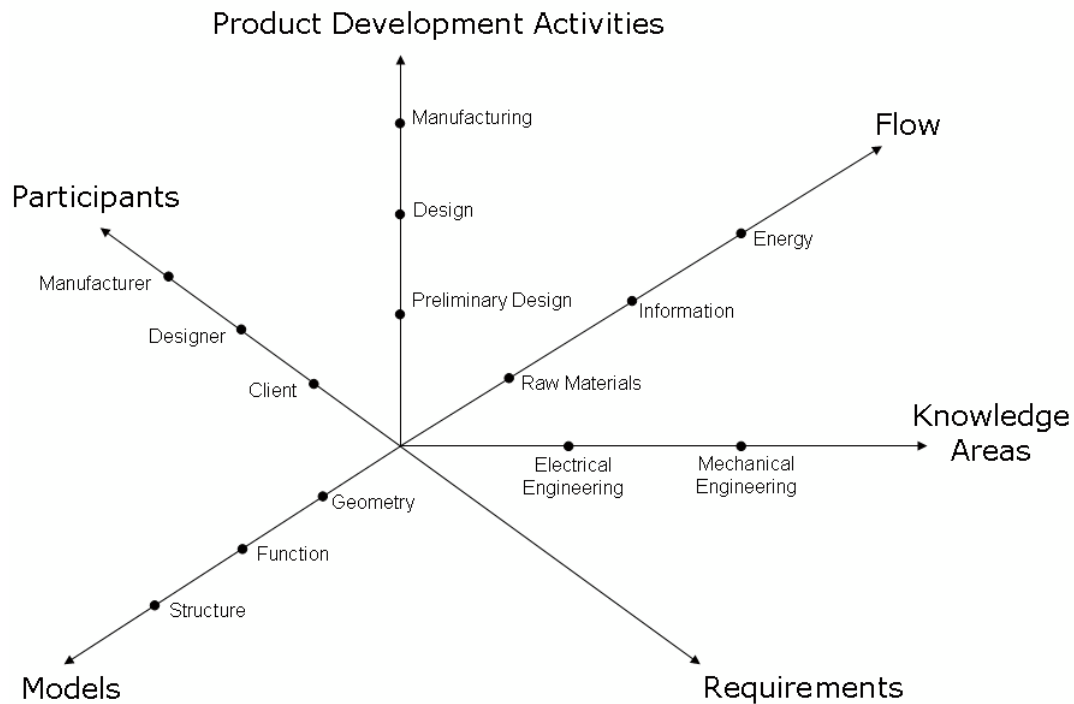 Product Development Activities
Manufacturing
Flow
Participants
Design
Energy
Manufacturer
Preliminary Design
Information
Designer
Client
Raw Materials
Knowledge
Areas
Electrical
Engineering
Mechanical
Engineering
Geometry
Function
Structure
Models
Requirements